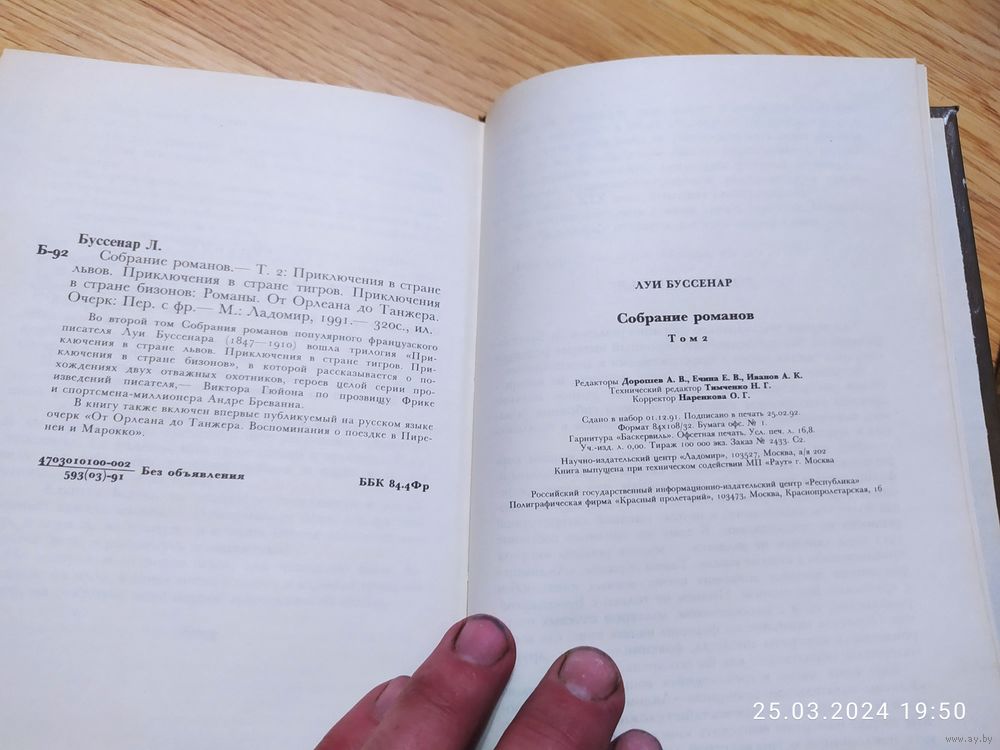 Буссенар Л.
Б-92
Собрание романов.— Т. 2: Приключения в стране
львов. Приключения в стране тигров. Приключения
в стране бизонов: Романы. От Орлеана до Танжера.
Очерк: Пер. с фр.— М.: Ладомир, 1991.— 320с., ил.
Во второй том Собрания романов популярного французского
писателя Луи Буссенара (1847—1910) вошла трилогия «При-
ключения в стране львов. Приключения в стране тигров. При-
ключения в стране бизонов», в которой рассказывается о по-
хождениях двух отважных охотников, героев целой серии про-
изведений писателя,— Виктора Гюйона по прозвищу Фрике
и спортсмена-миллионера Андре Бреванна.
В книгу также включен впервые публикуемый на русском языке
очерк «От Орлеана до Танжера. Воспоминания о поездке в Пире-
неи и Марокко».
4703010100-002
593(03)-91
Без объявления
ББК 84.4Фр
ЛУИ БУССЕНАР
Собрание романов
Том 2
Редакторы Дорошев А. В., Ечина Е. В., Иванов А. К.
Технический редактор Тимченко Н. Г.
Корректор Наренкова О. Г.
Сдано в набор 01.12.91. Подписано в печать 25.02.92.
Формат 84х108/32. Бумага офс. № 1.
Гарнитура «Баскервиль». Офсетная печать. Усл. печ. л. 16,8.
Уч.-изд. л. 0,00. Тираж 100 000 экз. Заказ № 2433. С2.
Научно-издательский центр «Ладомир», 103527, Москва, а/я 202
Книга выпущена при техническом содействии МП «Раут» г. Москва
Российский государственный информационно-издательский центр «Республика»
Полиграфическая фирма «Красный пролетарий», 103473, Москва, Краснопролетарская, 16
25.03.2024 19:50
www.ay.by